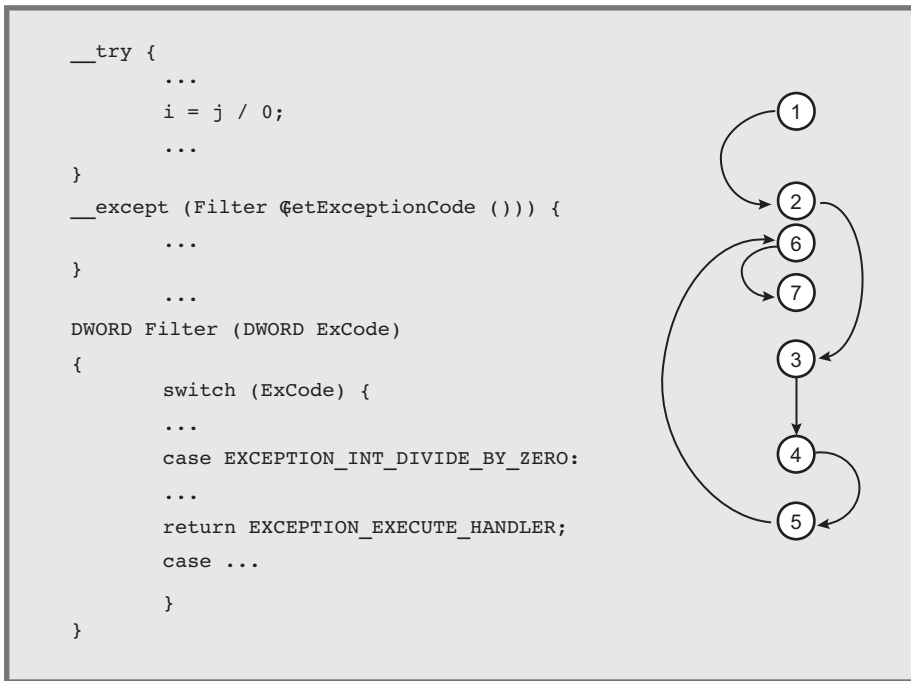 __try {
...
i = j / 0;
...
}
__except (Filter (GetExceptionCode ())) {
...
}
...
DWORD Filter (DWORD ExCode)
{
switch (ExCode) {
...
case EXCEPTION_INT_DIVIDE_BY_ZERO:
...
return EXCEPTION_EXECUTE_HANDLER;
case ...
}
}
1
2
6
7
3
4
5